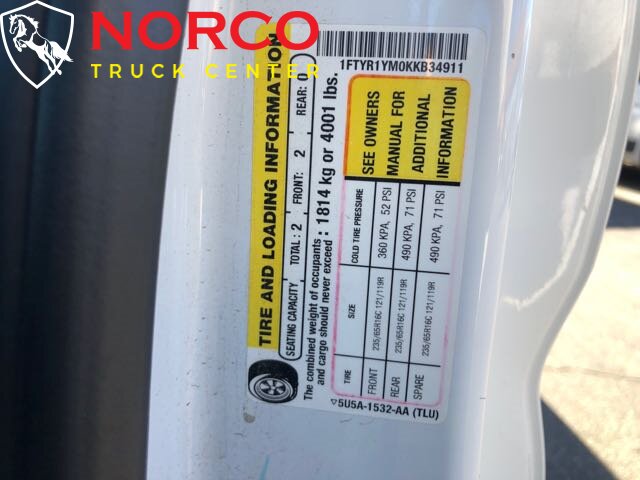 NORCO
TRUCK CENTER
1FTYR1YM0KKB34911
TIRE AND LOADING INFORMATION
SEATING CAPACITY TOTAL: 2 FRONT: 2 REAR: 0
The combined weight of occupants
and cargo should never exceed : 1814 kg or 4001 lbs.
TIRE SIZE COLD TIRE PRESSURE
FRONT 235/65R16C 121/119R 360 KPA, 52 PSI
REAR 235/65R16C 121/119R 490 KPA, 71 PSI
SPARE 235/65R16C 121/119R 490 KPA, 71 PSI
SEE OWNERS
MANUAL FOR
ADDITIONAL
INFORMATION
▽5U5A-1532-AA (TLU)